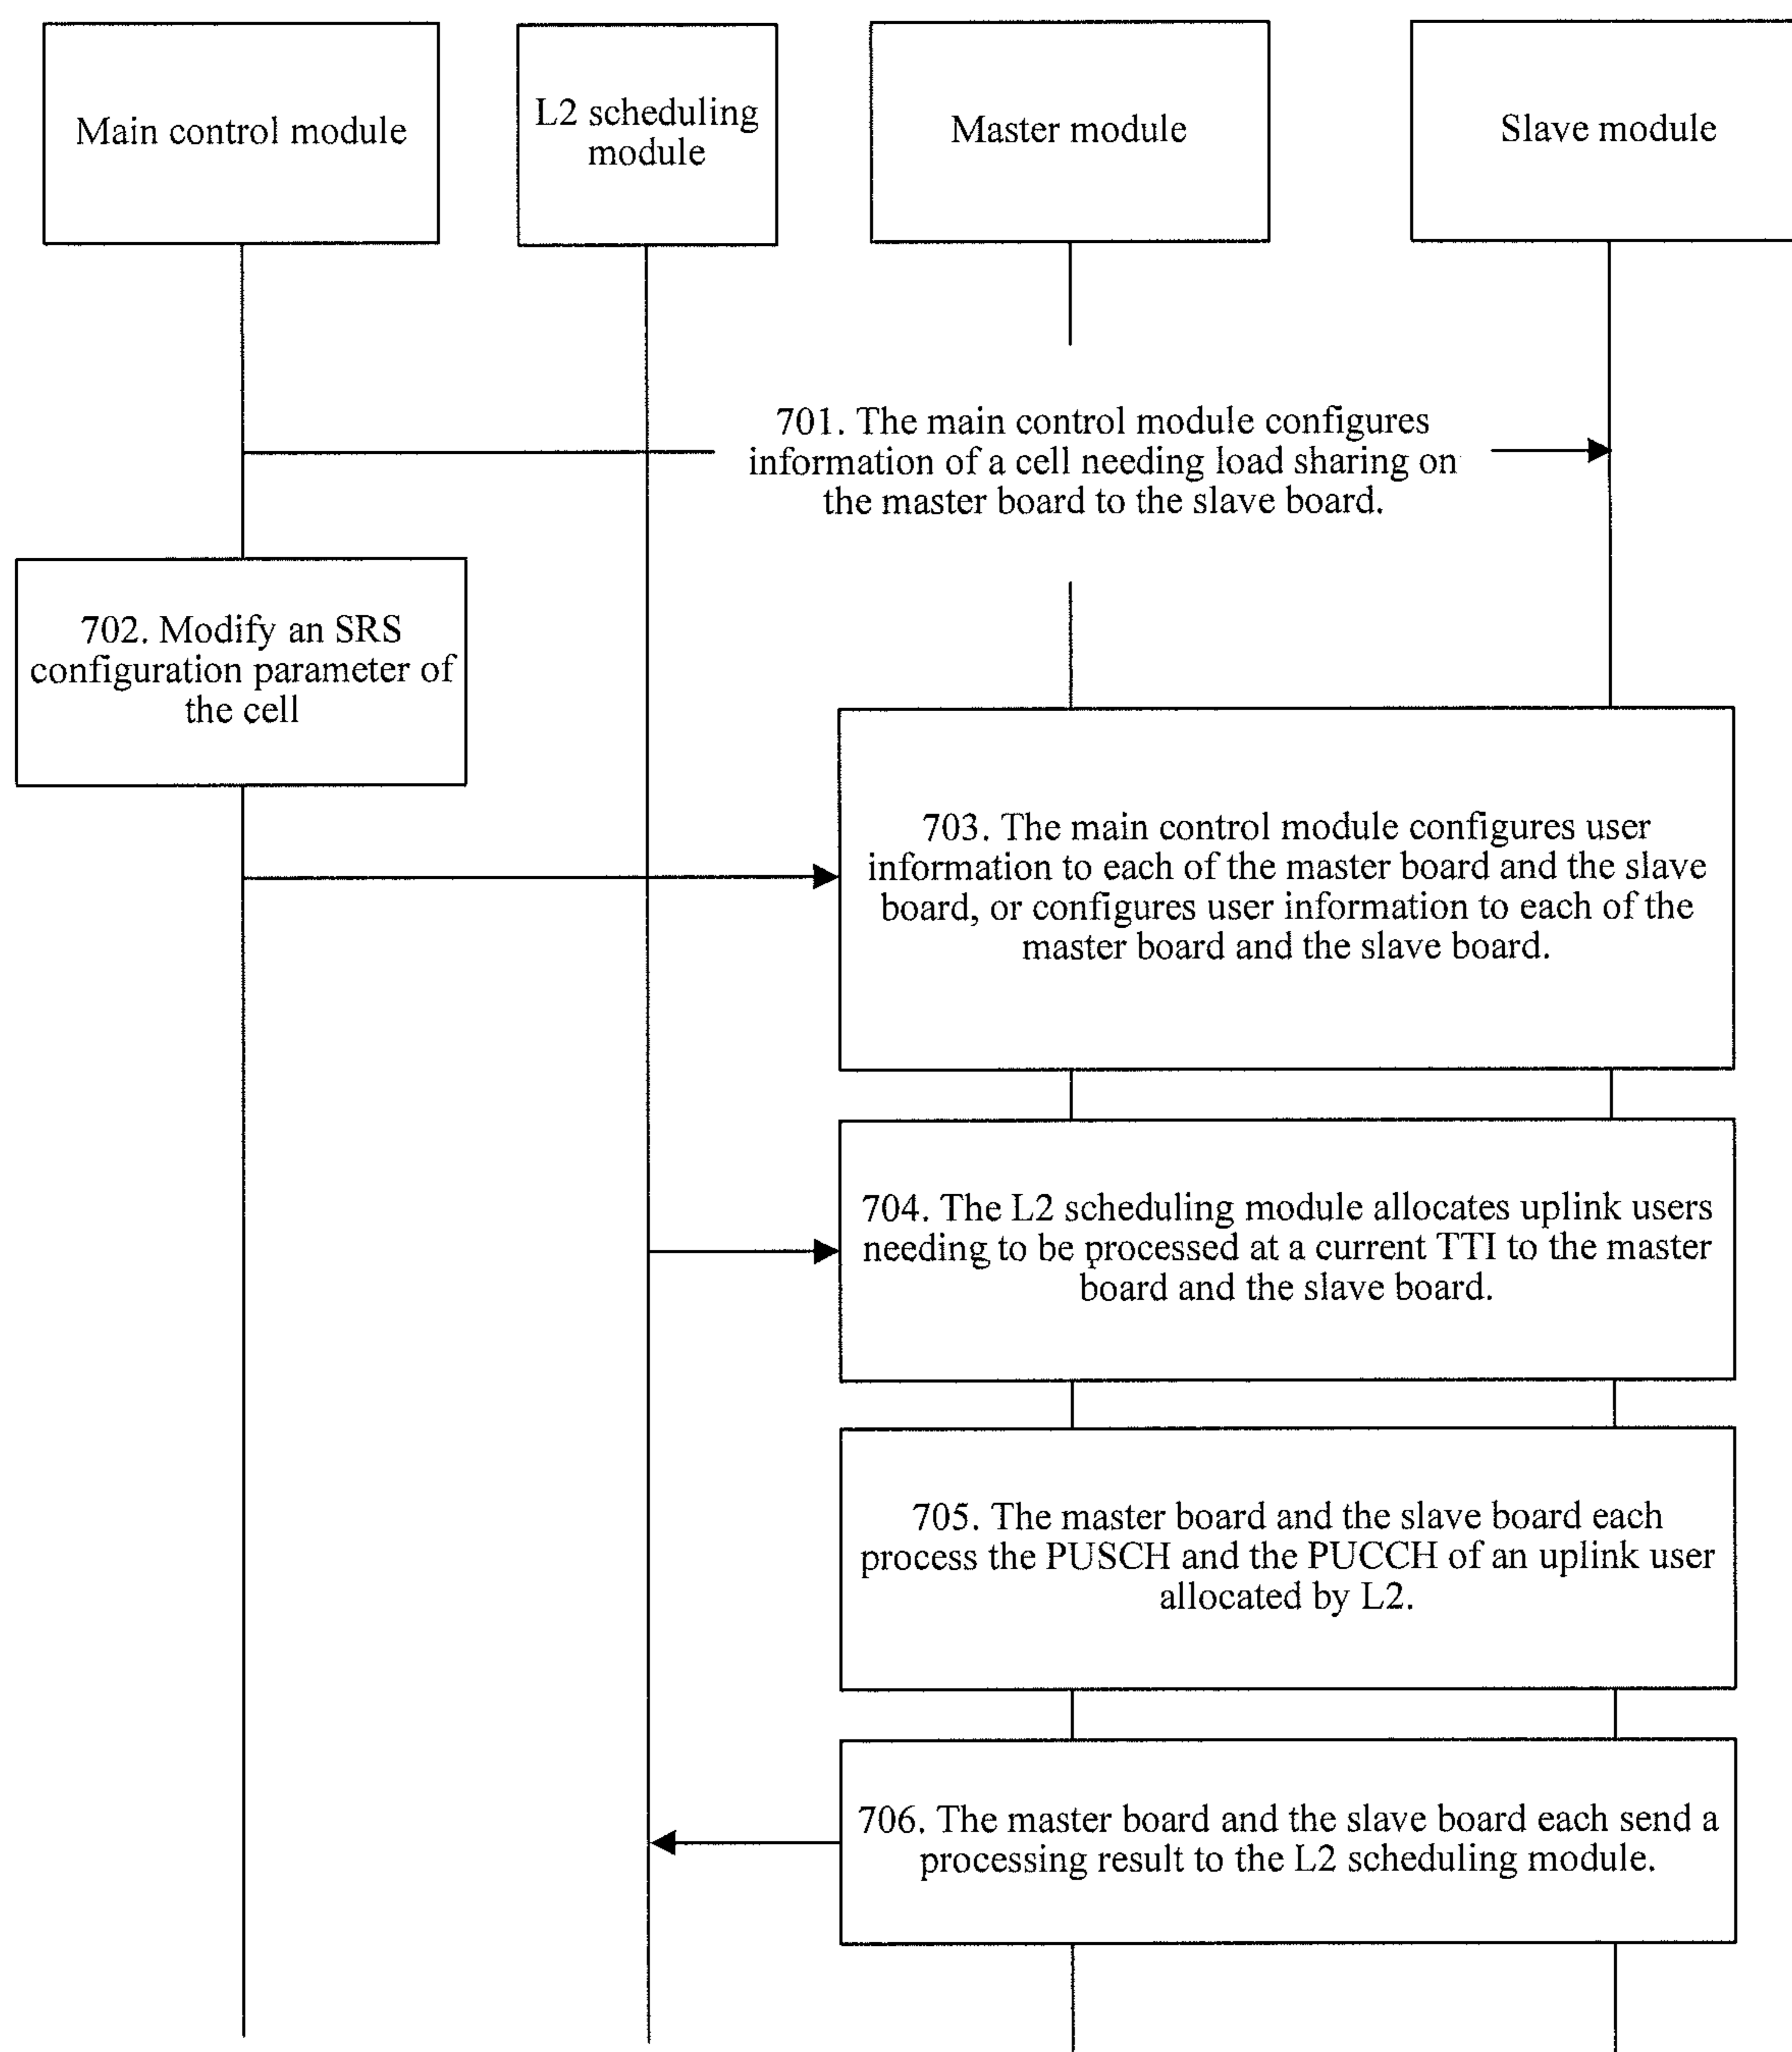 Main control module
L2 scheduling
module
Master module
Slave module
701. The main control module configures
information of a cell needing load sharing on
the master board to the slave board.
702. Modify an SRS
configuration parameter of
the cell
703. The main control module configures user
information to each of the master board and the slave
board, or configures user information to each of the
master board and the slave board.
704. The L2 scheduling module allocates uplink users
needing to be processed at a current TTI to the master
board and the slave board.
705. The master board and the slave board each
process the PUSCH and the PUCCH of an uplink user
allocated by L2.
706. The master board and the slave board each send a
processing result to the L2 scheduling module.